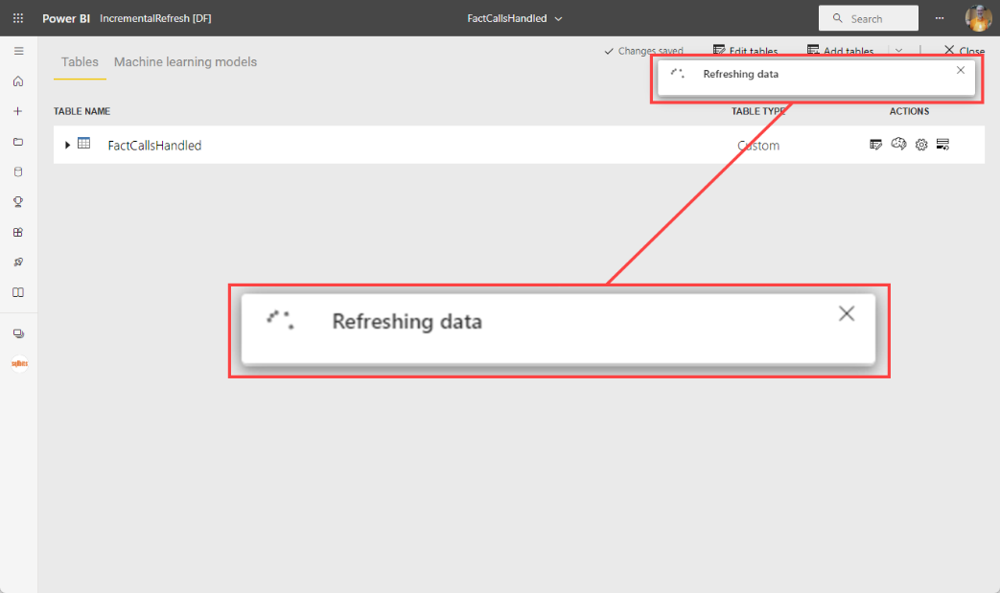 Power BI IncrementalRefresh [DF] FactCallsHandled Search
Changes saved Edit tables Add tables Close
Tables Machine learning models
Refreshing data
TABLE NAME TABLE TYPE ACTIONS
FactCallsHandled Custom
Refreshing data